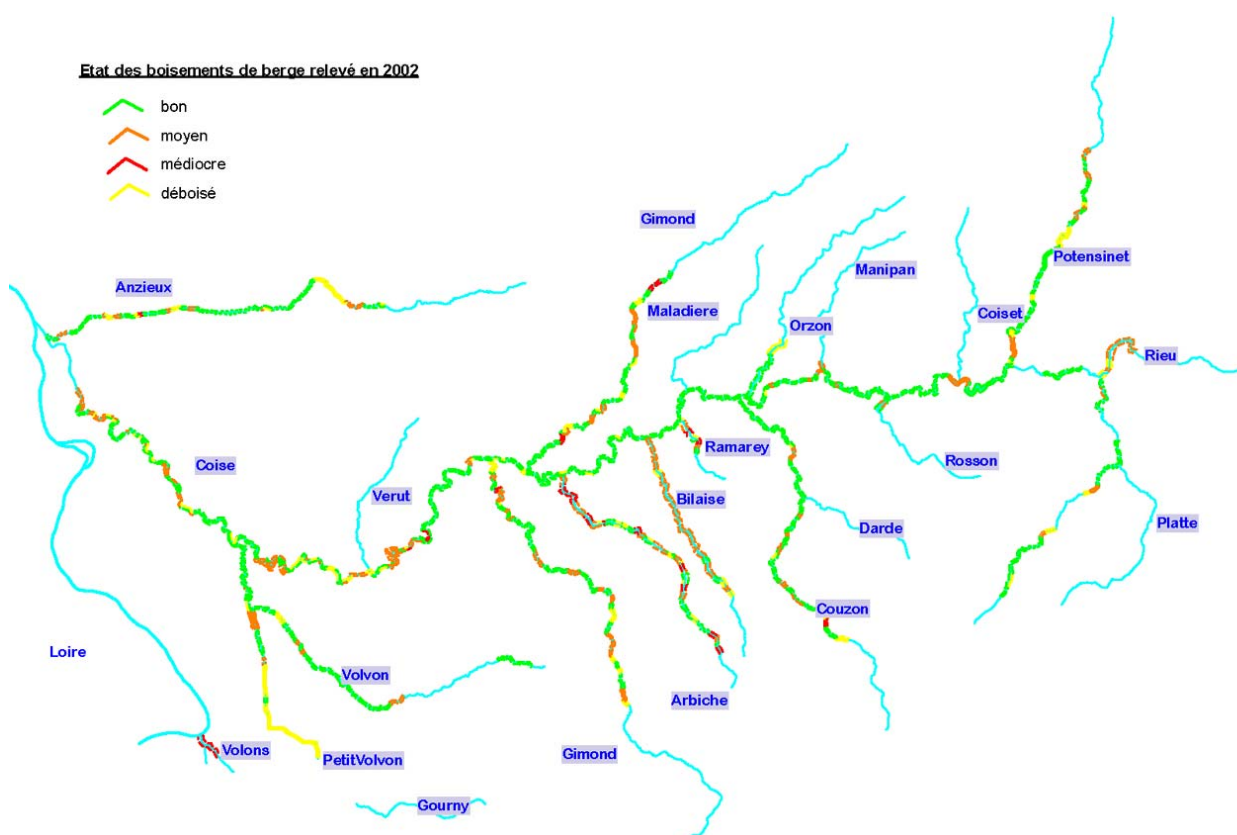 Etat des boisements de berge relevé en 2002
bon
moyen
médiocre
déboisé
Gimond
Manipan
Potensinet
Anzieux
Maladiere
Coiset
Orzon
Rieu
Ramarey
Coise
Rosson
Verut
Bilaise
Darde
Platte
Couzon
Loire
Volvon
Arbiche
Volons
PetitVolvon
Gimond
Gourny